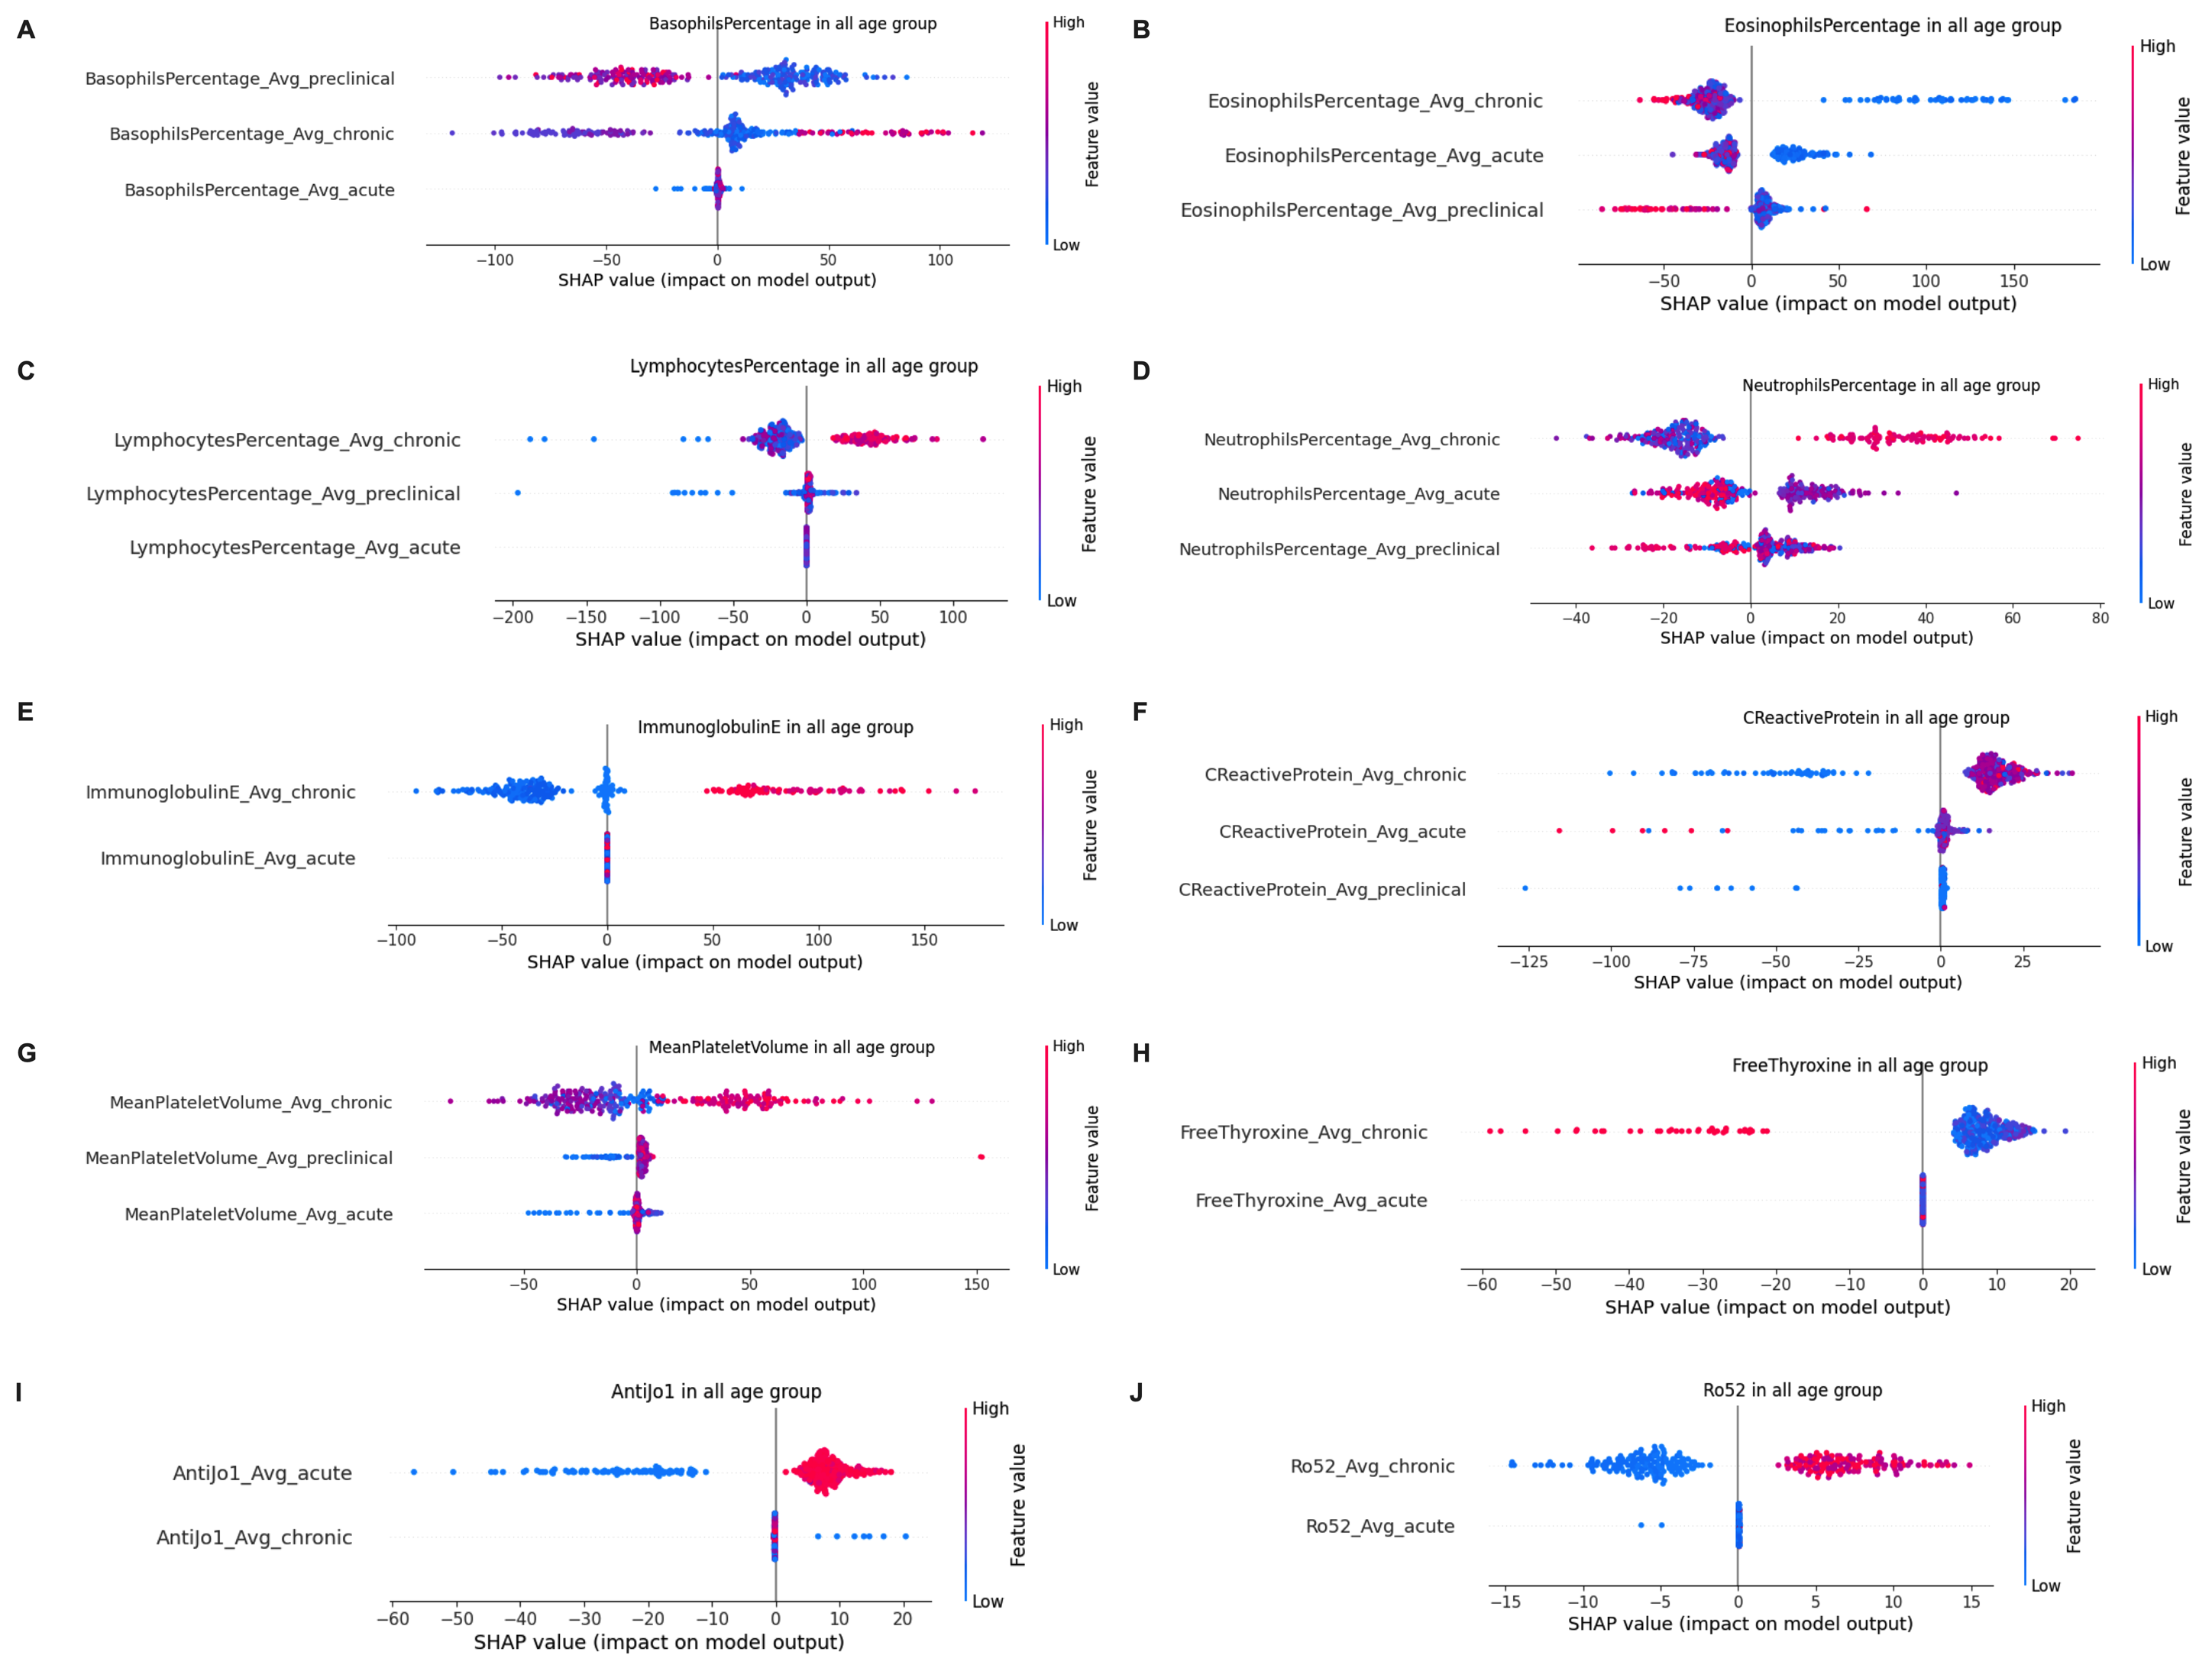 A
BasophilsPercentage in all age group
BasophilsPercentage_Avg_preclinical
BasophilsPercentage_Avg_chronic
BasophilsPercentage_Avg_acute
−100 −50 0 50 100
SHAP value (impact on model output)
High
Feature value
Low
B
EosinophilsPercentage in all age group
EosinophilsPercentage_Avg_chronic
EosinophilsPercentage_Avg_acute
EosinophilsPercentage_Avg_preclinical
−50 0 50 100 150
SHAP value (impact on model output)
High
Feature value
Low
C
LymphocytesPercentage in all age group
LymphocytesPercentage_Avg_chronic
LymphocytesPercentage_Avg_preclinical
LymphocytesPercentage_Avg_acute
−200 −150 −100 −50 0 50 100
SHAP value (impact on model output)
High
Feature value
Low
D
NeutrophilsPercentage in all age group
NeutrophilsPercentage_Avg_chronic
NeutrophilsPercentage_Avg_acute
NeutrophilsPercentage_Avg_preclinical
−40 −20 0 20 40 60 80
SHAP value (impact on model output)
High
Feature value
Low
E
ImmunoglobulinE in all age group
ImmunoglobulinE_Avg_chronic
ImmunoglobulinE_Avg_acute
−100 −50 0 50 100 150
SHAP value (impact on model output)
High
Feature value
Low
F
CReactiveProtein in all age group
CReactiveProtein_Avg_chronic
CReactiveProtein_Avg_acute
CReactiveProtein_Avg_preclinical
−125 −100 −75 −50 −25 0 25
SHAP value (impact on model output)
High
Feature value
Low
G
MeanPlateletVolume in all age group
MeanPlateletVolume_Avg_chronic
MeanPlateletVolume_Avg_preclinical
MeanPlateletVolume_Avg_acute
−50 0 50 100 150
SHAP value (impact on model output)
High
Feature value
Low
H
FreeThyroxine in all age group
FreeThyroxine_Avg_chronic
FreeThyroxine_Avg_acute
−60 −50 −40 −30 −20 −10 0 10 20
SHAP value (impact on model output)
High
Feature value
Low
I
AntiJo1 in all age group
AntiJo1_Avg_acute
AntiJo1_Avg_chronic
−60 −50 −40 −30 −20 −10 0 10 20
SHAP value (impact on model output)
High
Feature value
Low
J
Ro52 in all age group
Ro52_Avg_chronic
Ro52_Avg_acute
−15 −10 −5 0 5 10 15
SHAP value (impact on model output)
High
Feature value
Low